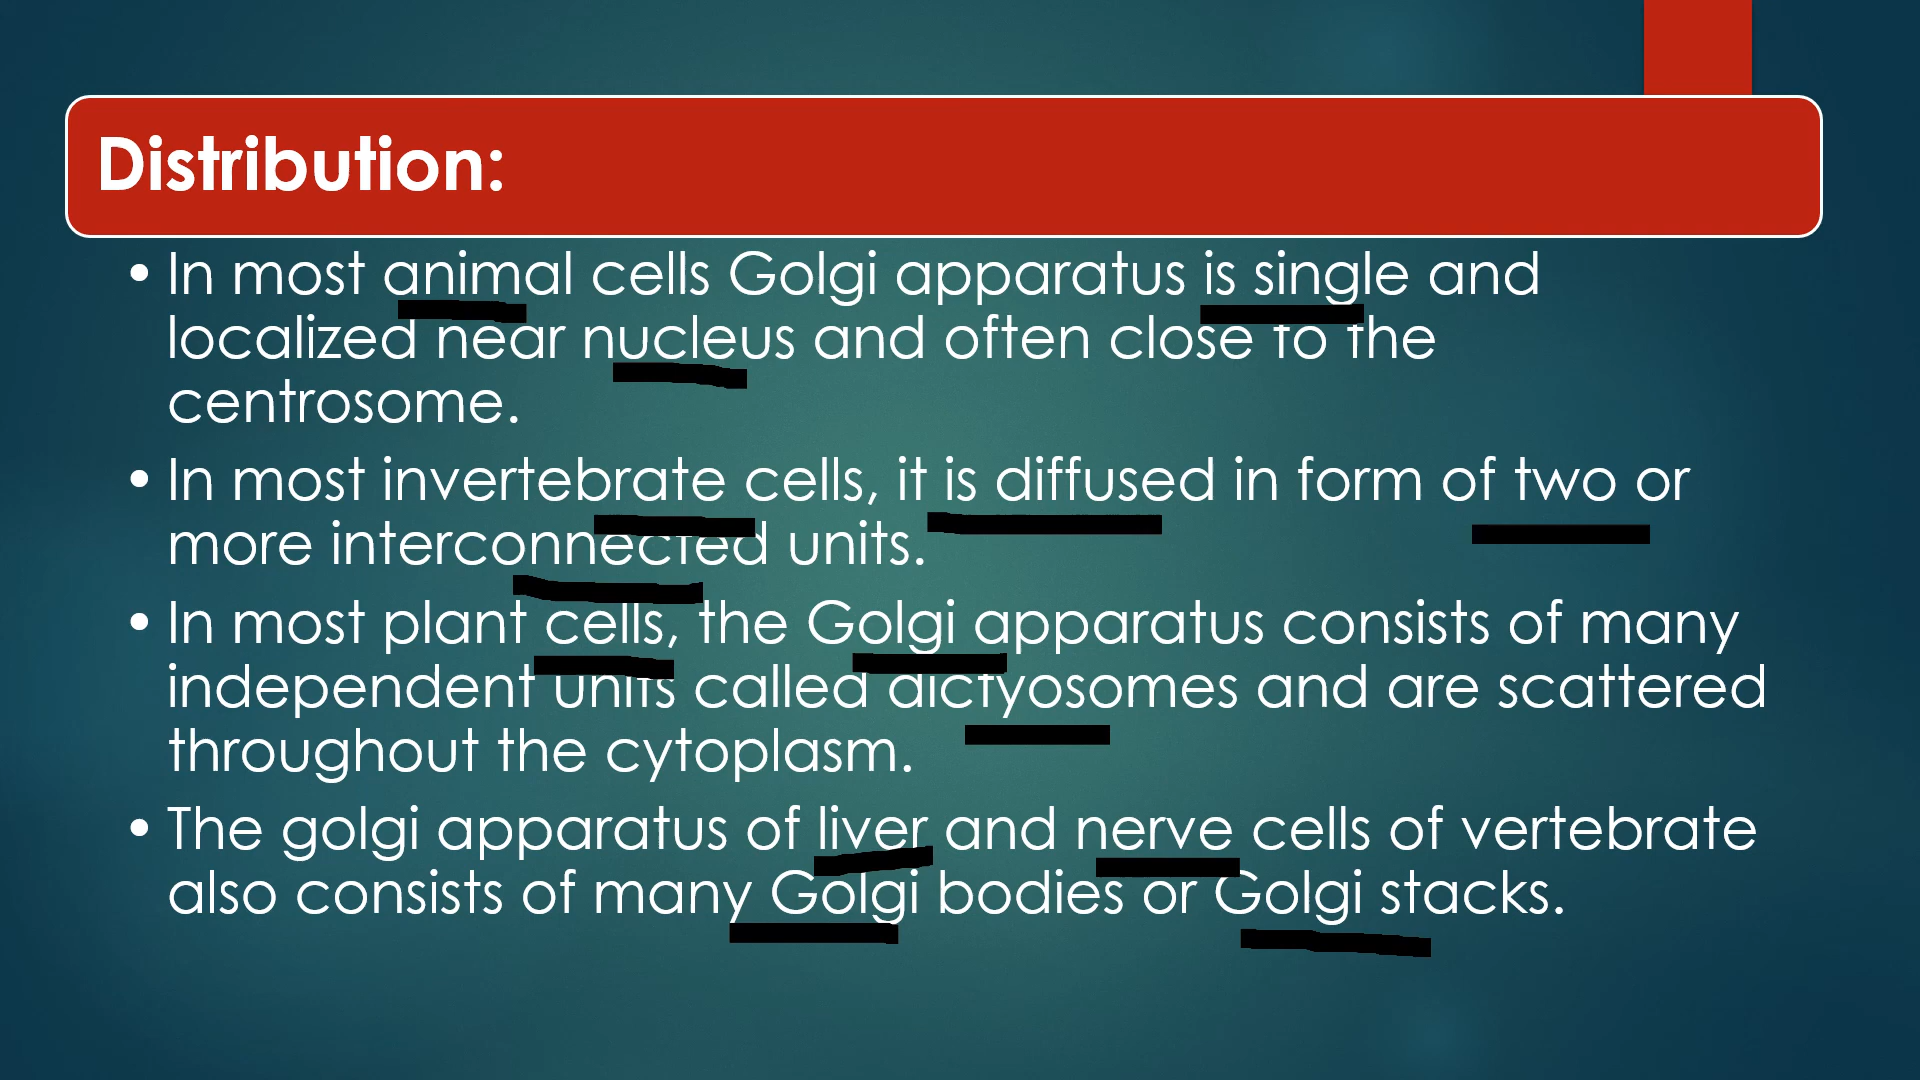 Distribution:
• In most animal cells Golgi apparatus is single and
localized near nucleus and often close to the
centrosome.
• In most invertebrate cells, it is diffused in form of two or
more interconnected units.
• In most plant cells, the Golgi apparatus consists of many
independent units called dictyosomes and are scattered
throughout the cytoplasm.
• The golgi apparatus of liver and nerve cells of vertebrate
also consists of many Golgi bodies or Golgi stacks.